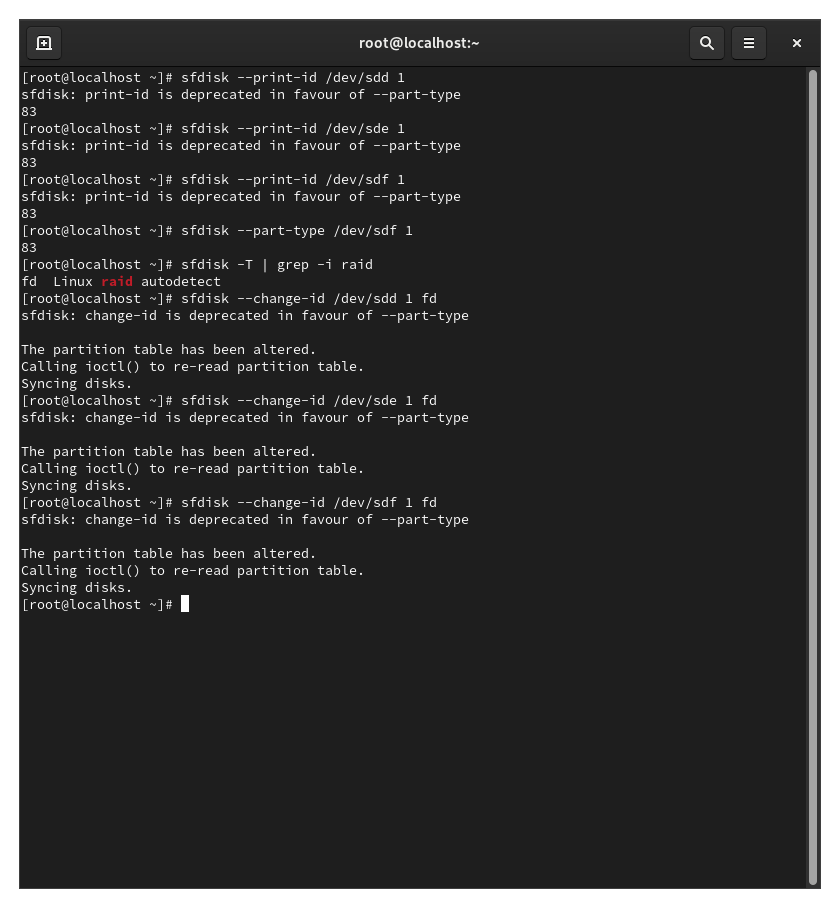 root@localhost:~
[root@localhost ~]# sfdisk --print-id /dev/sdd 1
sfdisk: print-id is deprecated in favour of --part-type
83
[root@localhost ~]# sfdisk --print-id /dev/sde 1
sfdisk: print-id is deprecated in favour of --part-type
83
[root@localhost ~]# sfdisk --print-id /dev/sdf 1
sfdisk: print-id is deprecated in favour of --part-type
83
[root@localhost ~]# sfdisk --part-type /dev/sdf 1
83
[root@localhost ~]# sfdisk -T | grep -i raid
fd  Linux raid autodetect
[root@localhost ~]# sfdisk --change-id /dev/sdd 1 fd
sfdisk: change-id is deprecated in favour of --part-type

The partition table has been altered.
Calling ioctl() to re-read partition table.
Syncing disks.
[root@localhost ~]# sfdisk --change-id /dev/sde 1 fd
sfdisk: change-id is deprecated in favour of --part-type

The partition table has been altered.
Calling ioctl() to re-read partition table.
Syncing disks.
[root@localhost ~]# sfdisk --change-id /dev/sdf 1 fd
sfdisk: change-id is deprecated in favour of --part-type

The partition table has been altered.
Calling ioctl() to re-read partition table.
Syncing disks.
[root@localhost ~]#